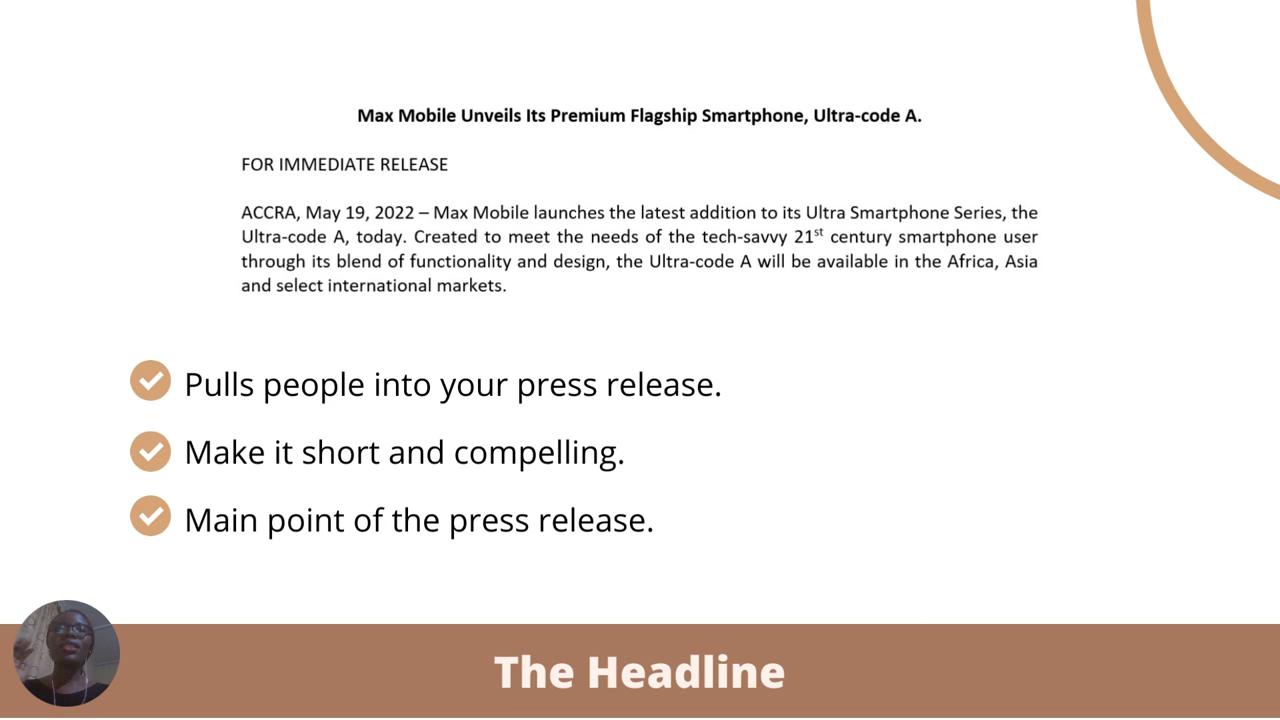 Max Mobile Unveils Its Premium Flagship Smartphone, Ultra-code A.
FOR IMMEDIATE RELEASE
ACCRA, May 19, 2022 – Max Mobile launches the latest addition to its Ultra Smartphone Series, the
Ultra-code A, today. Created to meet the needs of the tech-savvy 21st century smartphone user
through its blend of functionality and design, the Ultra-code A will be available in the Africa, Asia
and select international markets.
Pulls people into your press release.
Make it short and compelling.
Main point of the press release.
The Headline